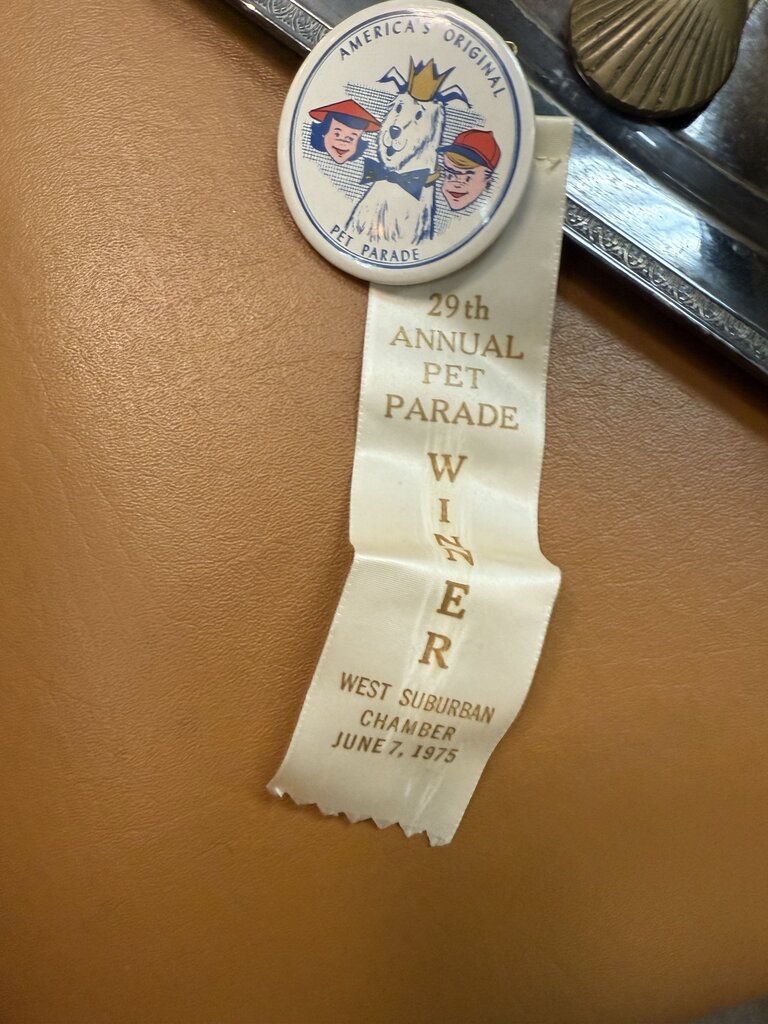 AMERICA'S ORIGINAL
PET PARADE
29th
ANNUAL
PET
PARADE
W
I
N
N
E
R
WEST SUBURBAN
CHAMBER
JUNE 7, 1975